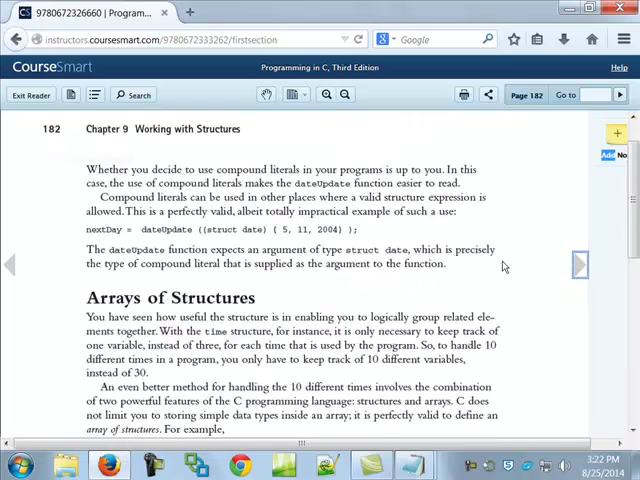 9780672326660 | Program...
instructors.coursesmart.com/9780672333262/firstsection
Google
CourseSmart
Programming in C, Third Edition
Help
Exit Reader
Search
Page 182
Go to
182 Chapter 9 Working with Structures
Add No
Whether you decide to use compound literals in your programs is up to you. In this
case, the use of compound literals makes the dateUpdate function easier to read.
Compound literals can be used in other places where a valid structure expression is
allowed. This is a perfectly valid, albeit totally impractical example of such a use:
nextDay = dateUpdate ((struct date) { 5, 11, 2004} );
The dateUpdate function expects an argument of type struct date, which is precisely
the type of compound literal that is supplied as the argument to the function.
Arrays of Structures
You have seen how useful the structure is in enabling you to logically group related ele-
ments together. With the time structure, for instance, it is only necessary to keep track of
one variable, instead of three, for each time that is used by the program. So, to handle 10
different times in a program, you only have to keep track of 10 different variables,
instead of 30.
An even better method for handling the 10 different times involves the combination
of two powerful features of the C programming language: structures and arrays. C does
not limit you to storing simple data types inside an array; it is perfectly valid to define an
array of structures. For example,
3:22 PM
8/25/2014